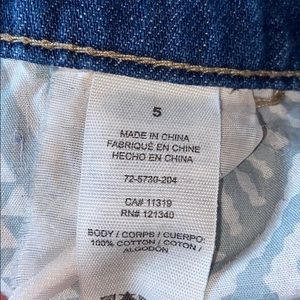 5
MADE IN CHINA
FABRIQUÉ EN CHINE
HECHO EN CHINA
72-5730-204
CA# 11319
RN# 121340
BODY / CORPS / CUERPO:
100% COTTON / COTON /
ALGODÓN